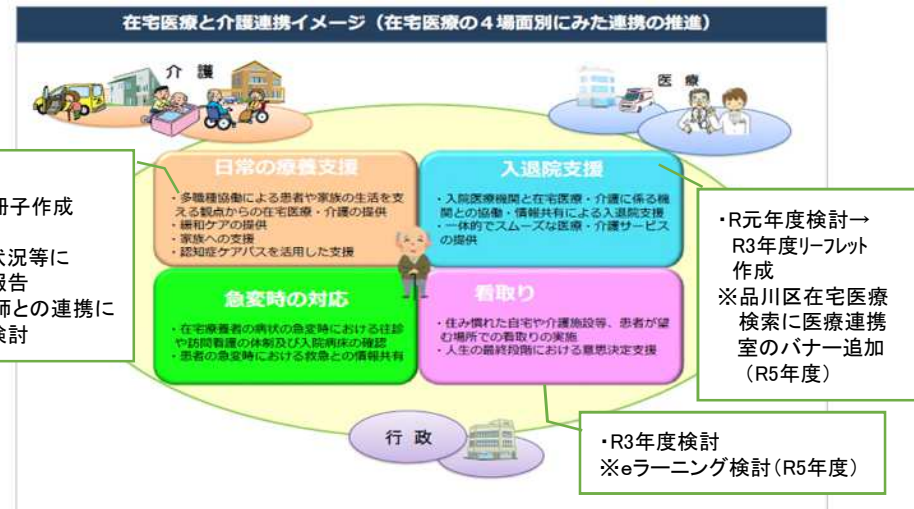 在宅医療と介護連携イメージ（在宅医療の４場面別にみた連携の推進）
介 護
医 療
日常の療養支援
・多職種協働による患者や家族の生活を支
える観点からの在宅医療・介護の提供
・緩和ケアの提供
・家族への支援
・認知症ケアパスを活用した支援
入退院支援
・入院医療機関と在宅医療・介護に係る機
関との協働・情報共有による入退院支援
・一体的でスムーズな医療・介護サービス
の提供
急変時の対応
・在宅療養者の病状の急変時における往診
や訪問看護の体制及び入院病床の確認
・患者の急変時における救急との情報共有
看取り
・住み慣れた自宅や介護施設等、患者が望
む場所での看取りの実施
・人生の最終段階における意思決定支援
行 政
冊子作成
状況等に
報告
師との連携に
検討
・R元年度検討→
R3年度リーフレット
作成
※品川区在宅医療
検索に医療連携
室のバナー追加
（R5年度）
・R3年度検討
※eラーニング検討（R5年度）